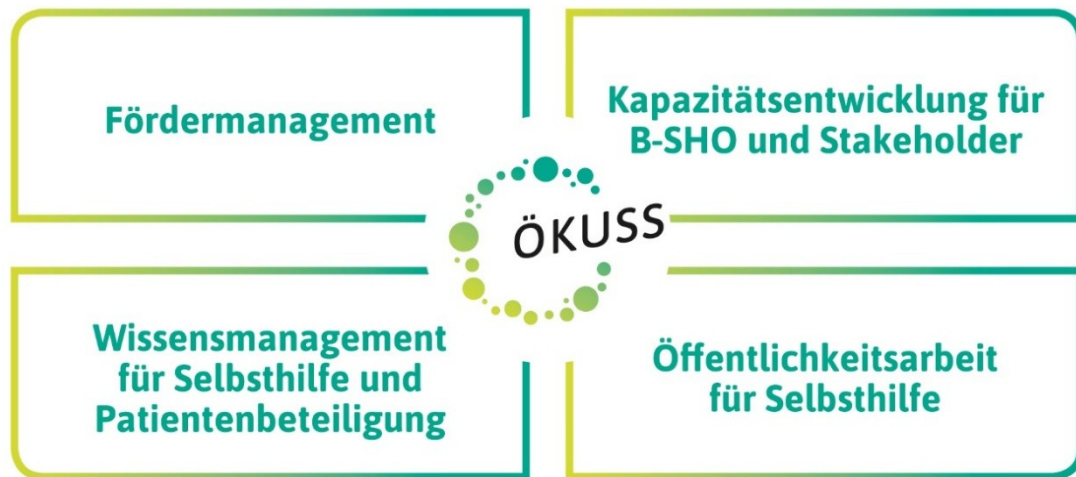 Fördermanagement
Kapazitätsentwicklung für
B-SHO und Stakeholder
ÖKUSS
Wissensmanagement
für Selbsthilfe und
Patientenbeteiligung
Öffentlichkeitsarbeit
für Selbsthilfe